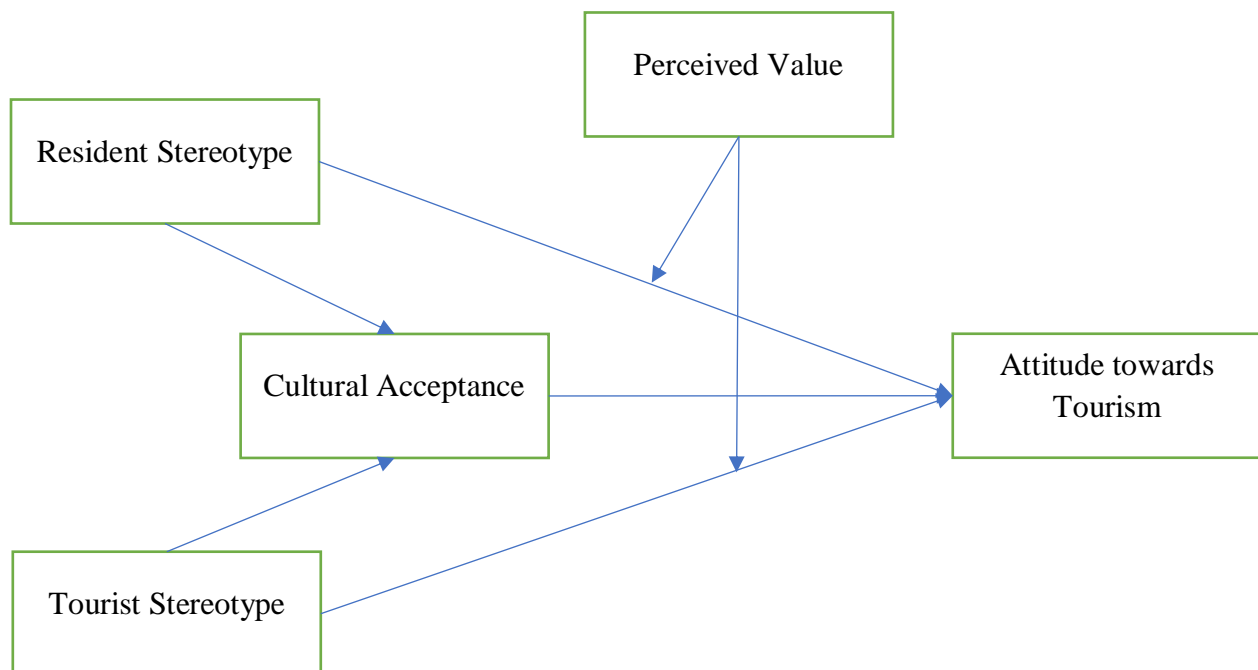 Perceived Value
Resident Stereotype
Cultural Acceptance
Attitude towards
Tourism
Tourist Stereotype